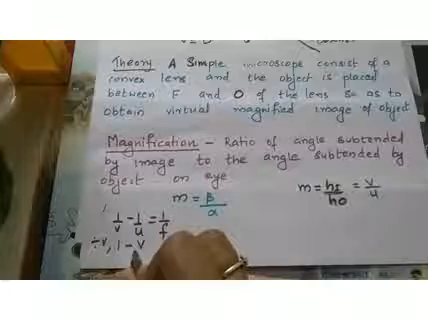 Theory A Simple microscope consist of a
convex lens and the object is placed
between F and O of the lens so as to
obtain virtual magnified image of object
Magnification - Ratio of angle subtended
by image to the angle subtended by
object on eye
m = β/α
m = hI/ho = v/u
1/v - 1/u = 1/f
÷v, 1 - v